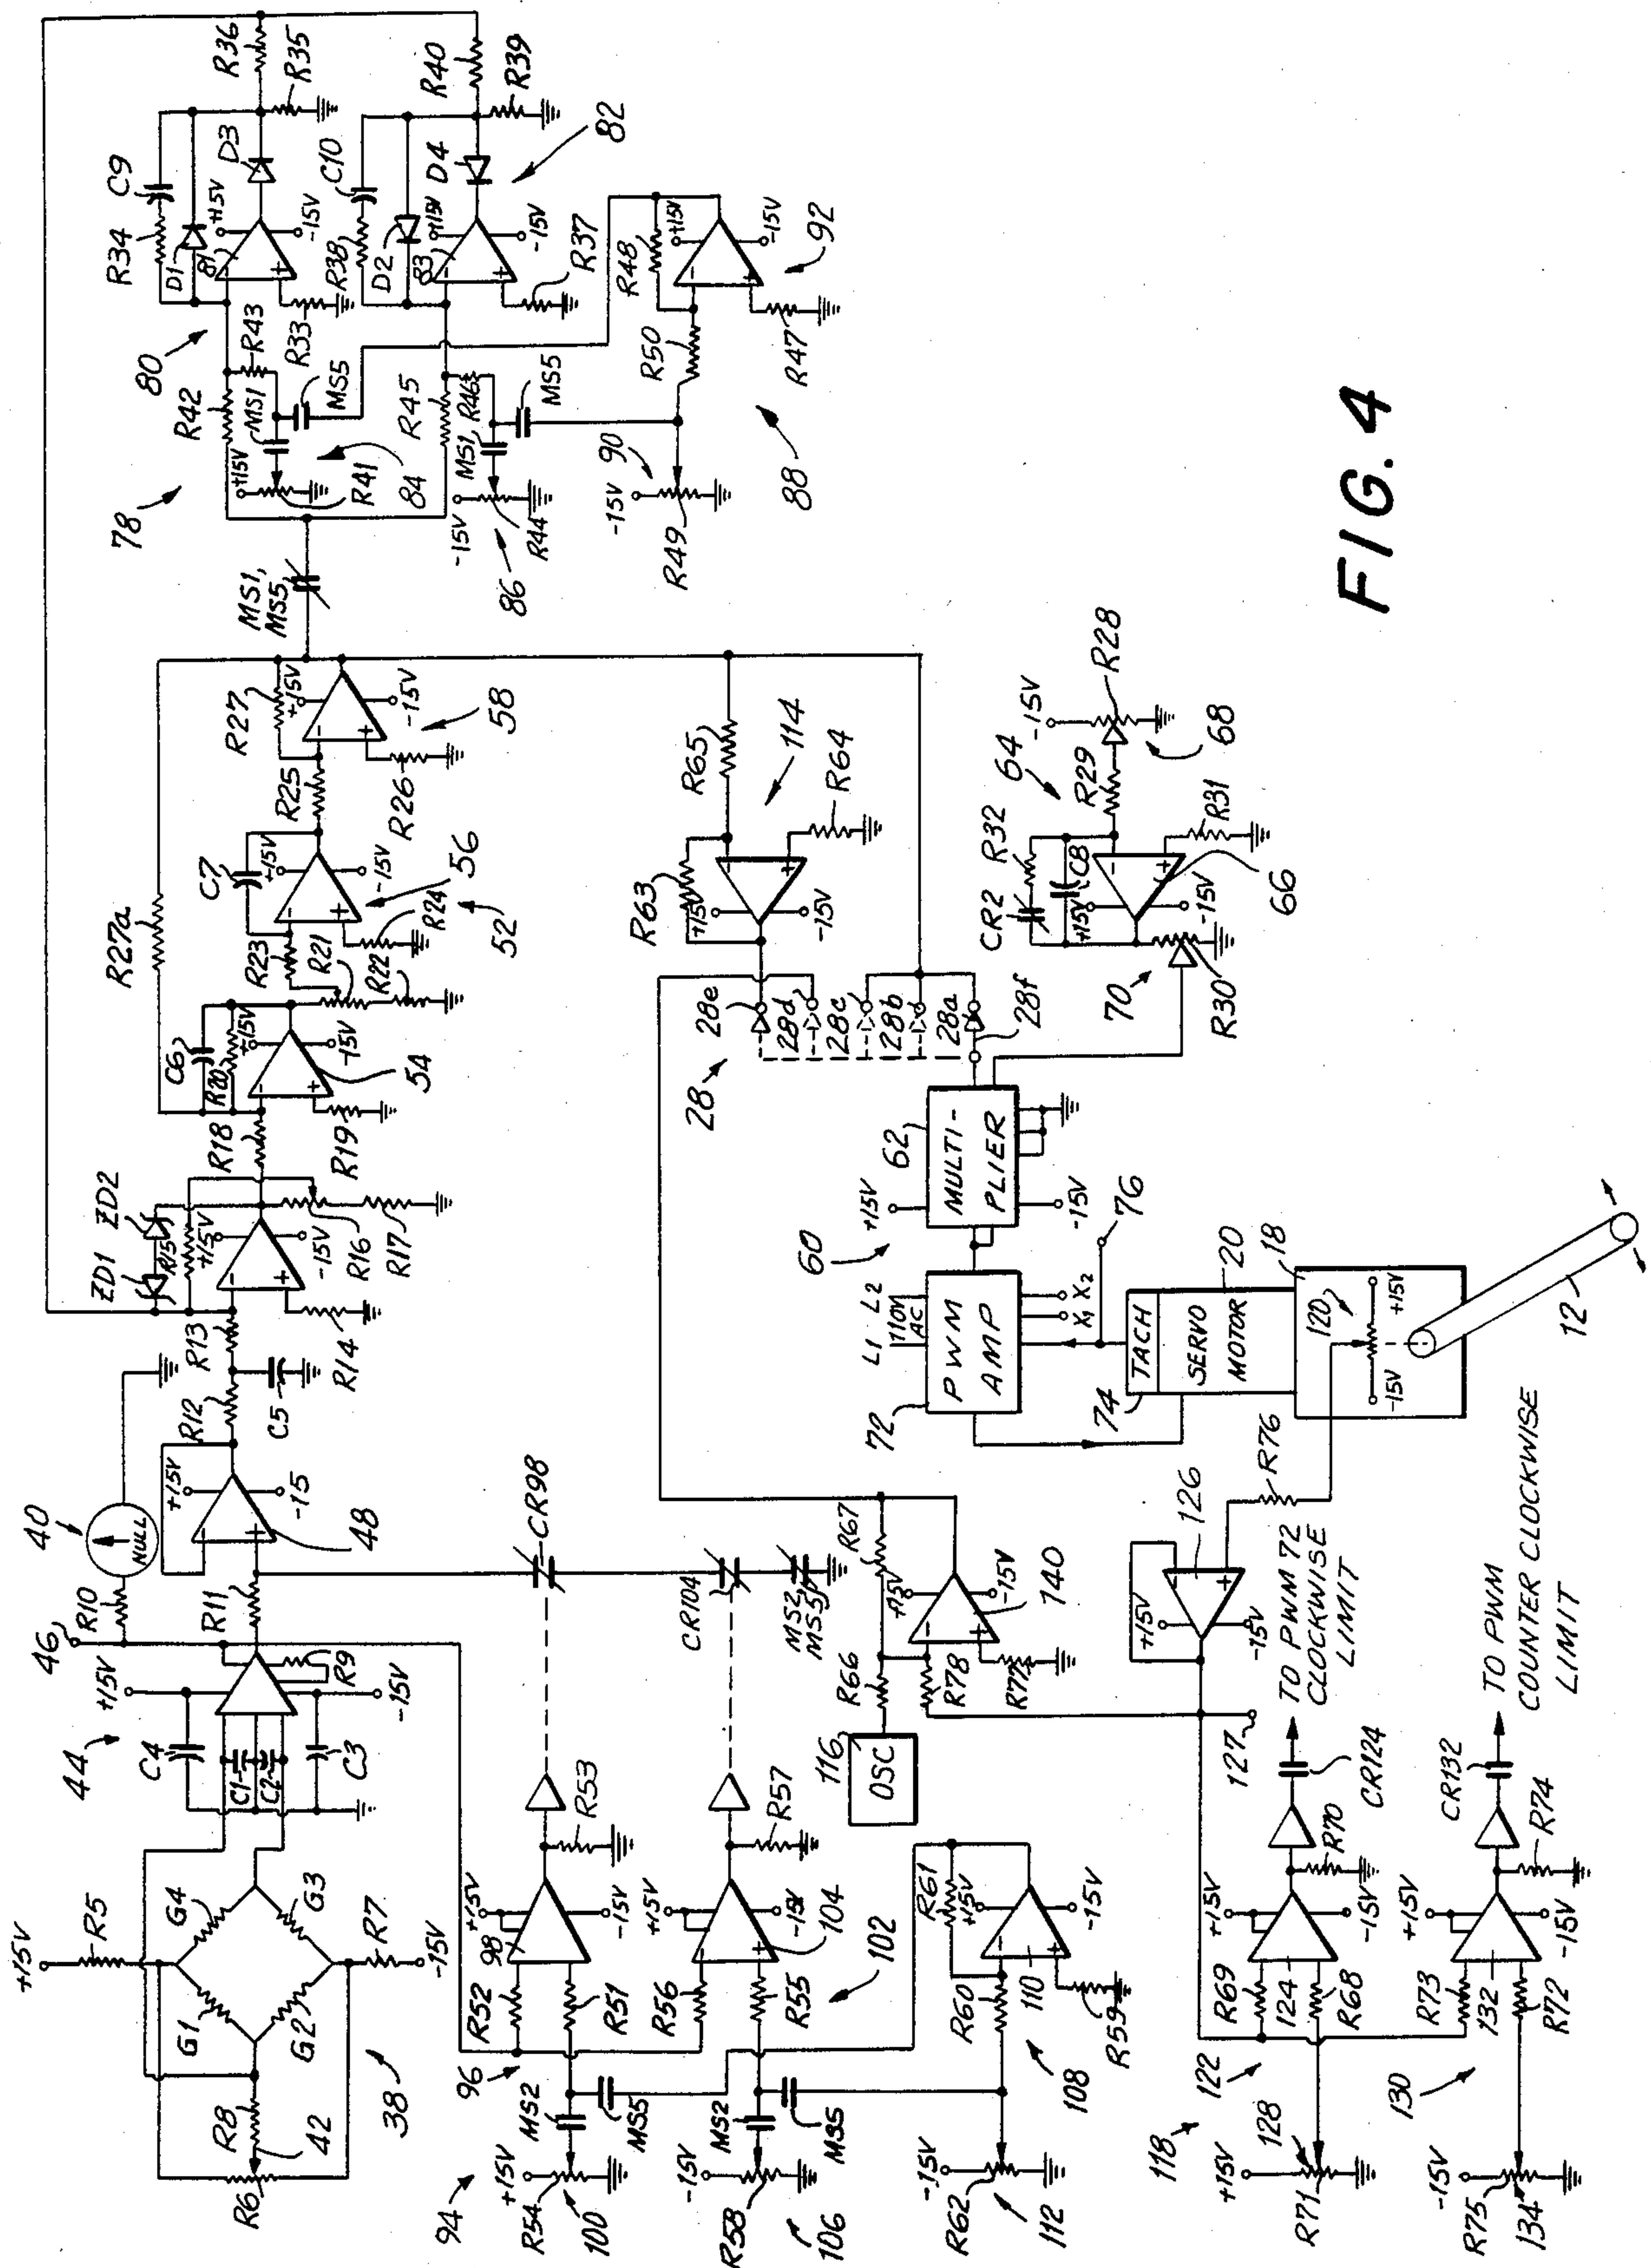 FIG. 4
+15V
R5
G4
G1
G3
G2
R7
-15V
R8
42
R6
38
44
C4
C1
C2
C3
+15V
-15V
R9
46
R10
R11
40
NULL
+15V
-15
48
R12
C5
R13
R14
ZD1
ZD2
R15
+15V
-15V
R16
R17
R18
R19
C6
R20
+15V
-15V
54
R27a
R21
R22
R23
R24
C7
+15V
-15V
56
52
R25
R26
R27
+15V
-15V
58
MS1,
MS5
78
R42
+15V
MS1
R41
84
MS5
R43
80
R33
R34
C9
D1
81
+15V
-15V
D3
R36
R35
R45
-15V
MS1
R44
86
R46
MS5
R38
C10
D2
83
+15V
-15V
D4
R37
R40
R39
82
90
-15V
R49
88
R50
R48
+15V
-15V
R47
92
R65
114
R64
R63
+15V
-15V
28e
28d
28c
28b
28a
28f
28
64
R32
CR2
C8
+15V
-15V
R29
-15V
R28
68
R31
66
70
R30
62
+15V
MULTI-
PLIER
-15V
60
L1
L2
110V
AC
PWM
AMP
X1
X2
72
76
TACH
74
SERVO
MOTOR
20
18
120
-15V
+15V
12
R76
126
+15V
-15V
127
CR98
CR104
MS2,
MS5
R67
+15V
-15V
140
R66
R78
R77
116
OSC
94
+15V
R54
100
MS2
MS5
96
R52
98
R51
+15V
-15V
R53
-15V
R58
106
MS2
MS5
R56
R55
+15V
-15V
104
102
R57
-15V
R62
112
108
R60
R61
+15V
-15V
110
R59
118
+15V
128
R71
122
R69
124
R68
+15V
-15V
R70
CR124
TO PWM 72
CLOCKWISE
LIMIT
-15V
R75
134
130
R73
132
R72
+15V
-15V
R74
CR132
TO PWM
COUNTER CLOCKWISE
LIMIT